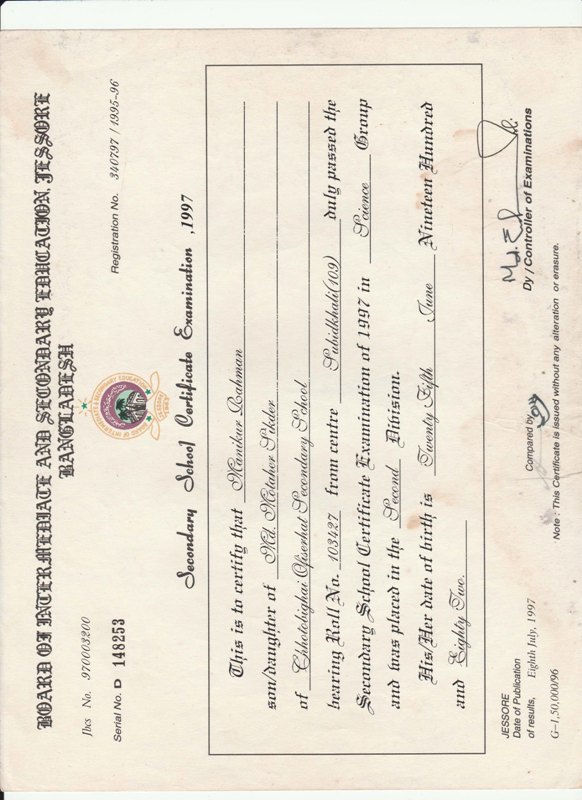 BOARD OF INTERMEDIATE AND SECONDARY EDUCATION, JESSORE
BANGLADESH
Jbcs No. 970003200
Registration No. 340797 / 1995-96
Serial No. D 148253
Secondary School Certificate Examination ,1997
This is to certify that Manikur Rahman
son/daughter of Md. Motaher Sikder
of Chhotobighai Ofiserhat Secondary School
bearing Roll No. 103427 from centre Subidkhali(109) duly passed the
Secondary School Certificate Examination of 1997 in Science Group
and was placed in the Second Division.
His/Her date of birth is Twenty Fifth June Nineteen Hundred
and Eighty Two.
JESSORE
Date of Publication
of results, Eighth July, 1997
G-1,50,000/96
Compared by
Dy / Controller of Examinations
Note : This Certificate is issued without any alteration or erasure.